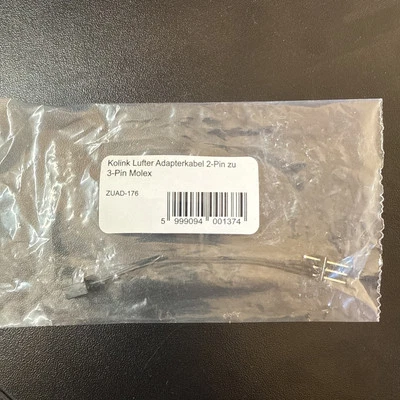 Kolink Lufter Adapterkabel 2-Pin zu
3-Pin Molex
ZUAD-176
5 999094 001374